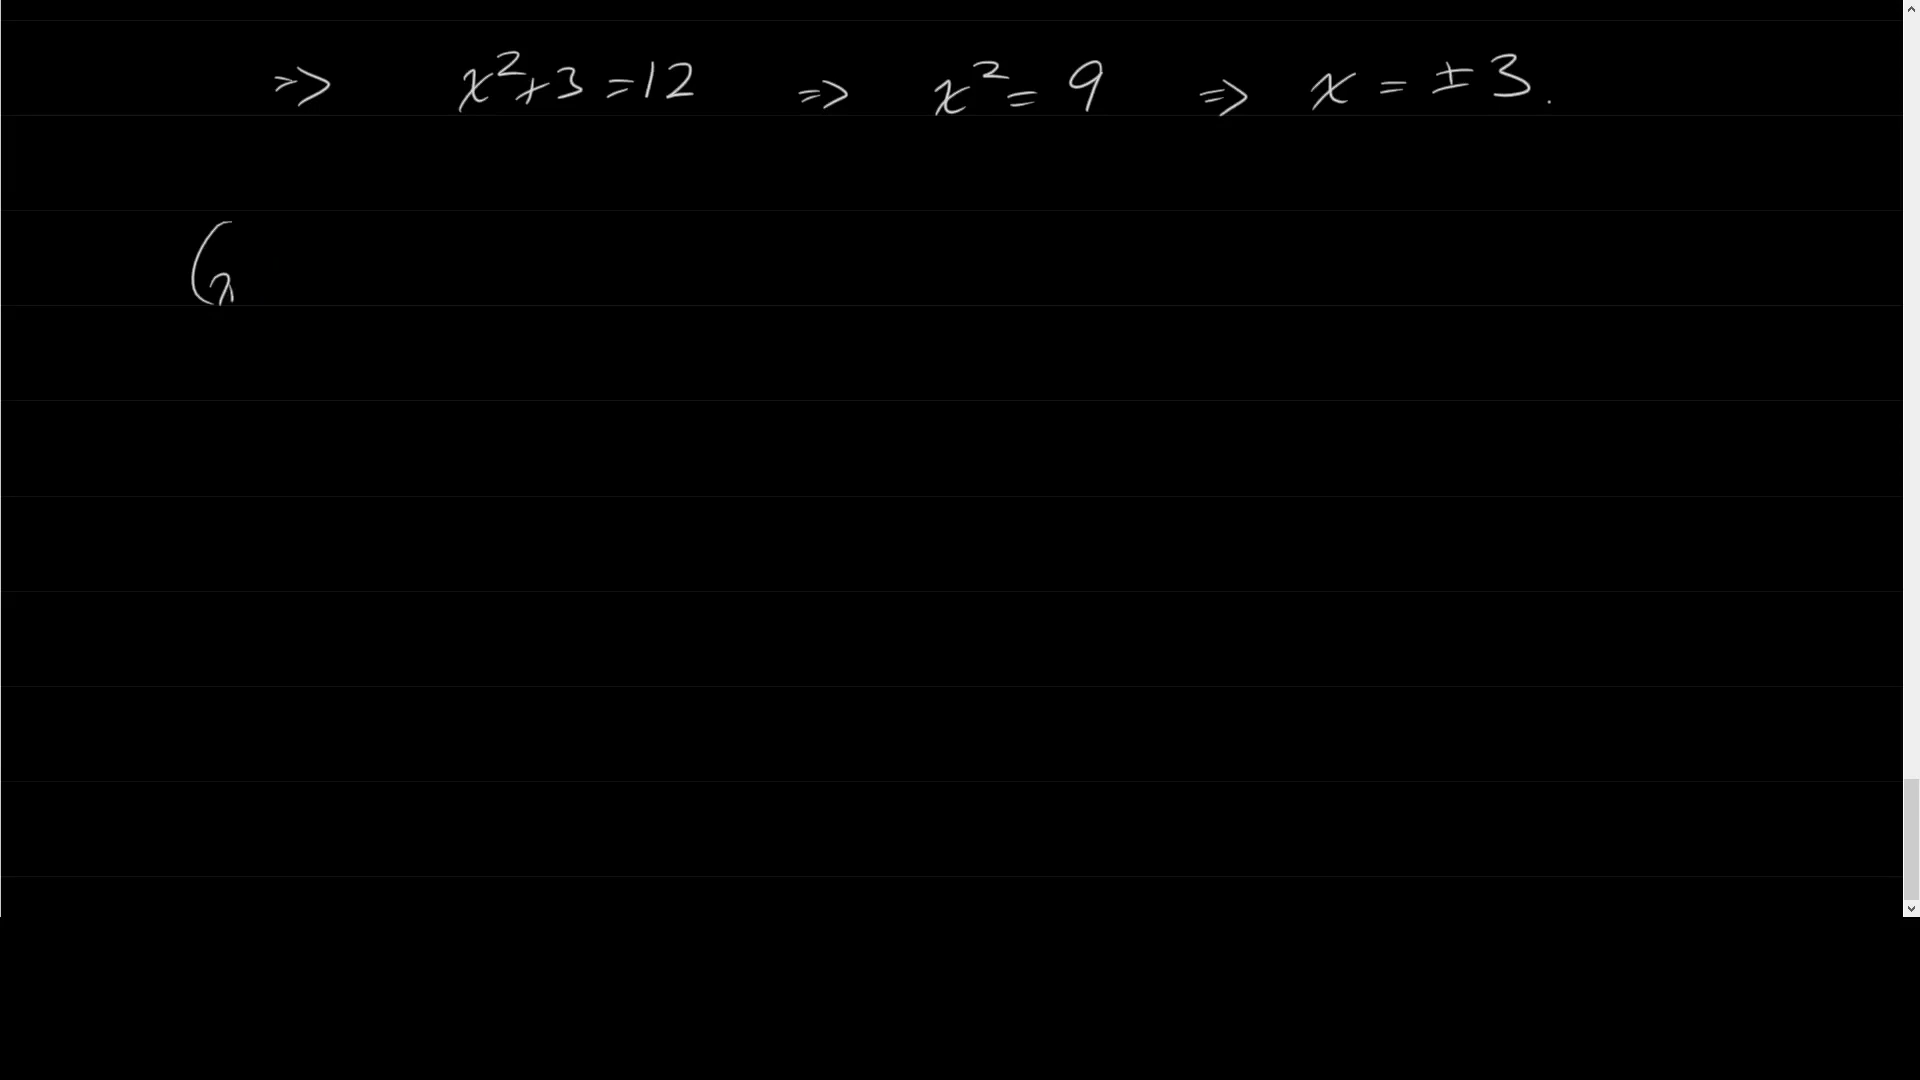 => x²+3=12 => x²=9 => x=±3.